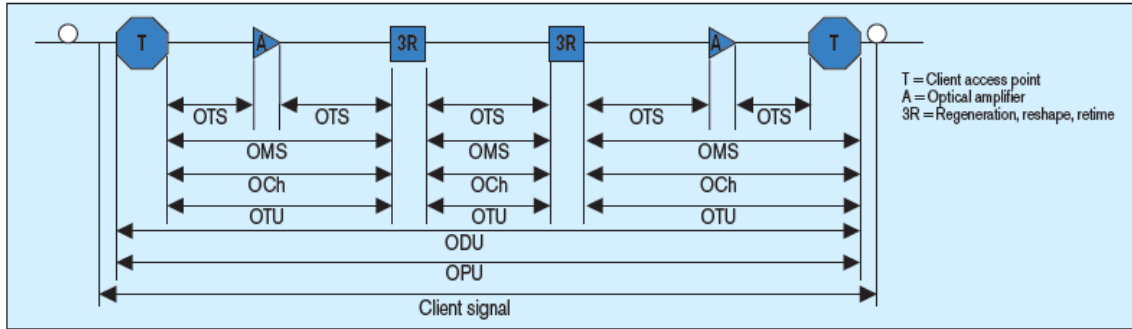 T A 3R 3R A T
T = Client access point
A = Optical amplifier
3R = Regeneration, reshape, retime
OTS OTS OTS OTS OTS
OMS OMS OMS
OCh OCh OCh
OTU OTU OTU
ODU
OPU
Client signal